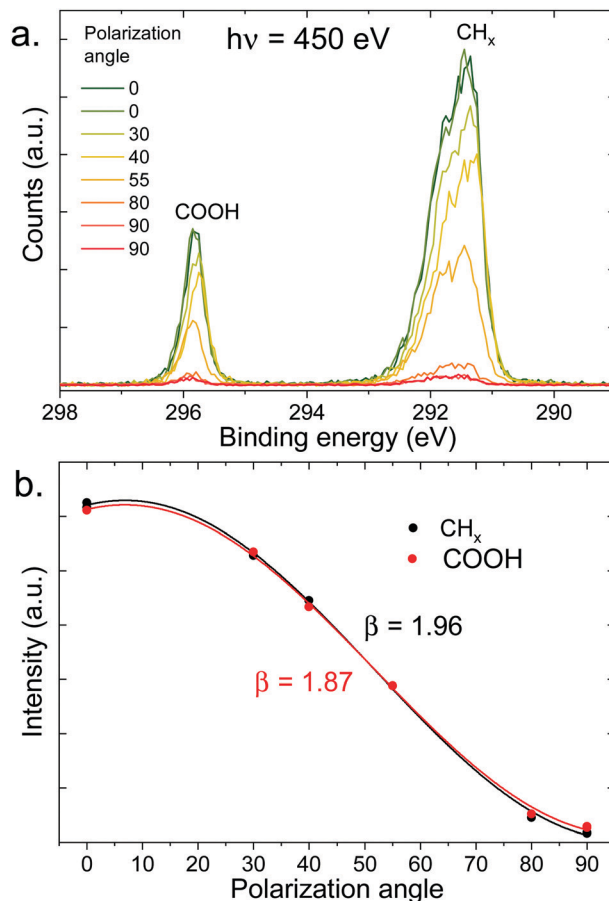 a.
Polarization
angle
hν = 450 eV
CHx
0
0
30
40
55
80
90
90
COOH
Counts (a.u.)
298 296 294 292 290
Binding energy (eV)
b.
CHx
COOH
β = 1.96
β = 1.87
Intensity (a.u.)
0 10 20 30 40 50 60 70 80 90
Polarization angle